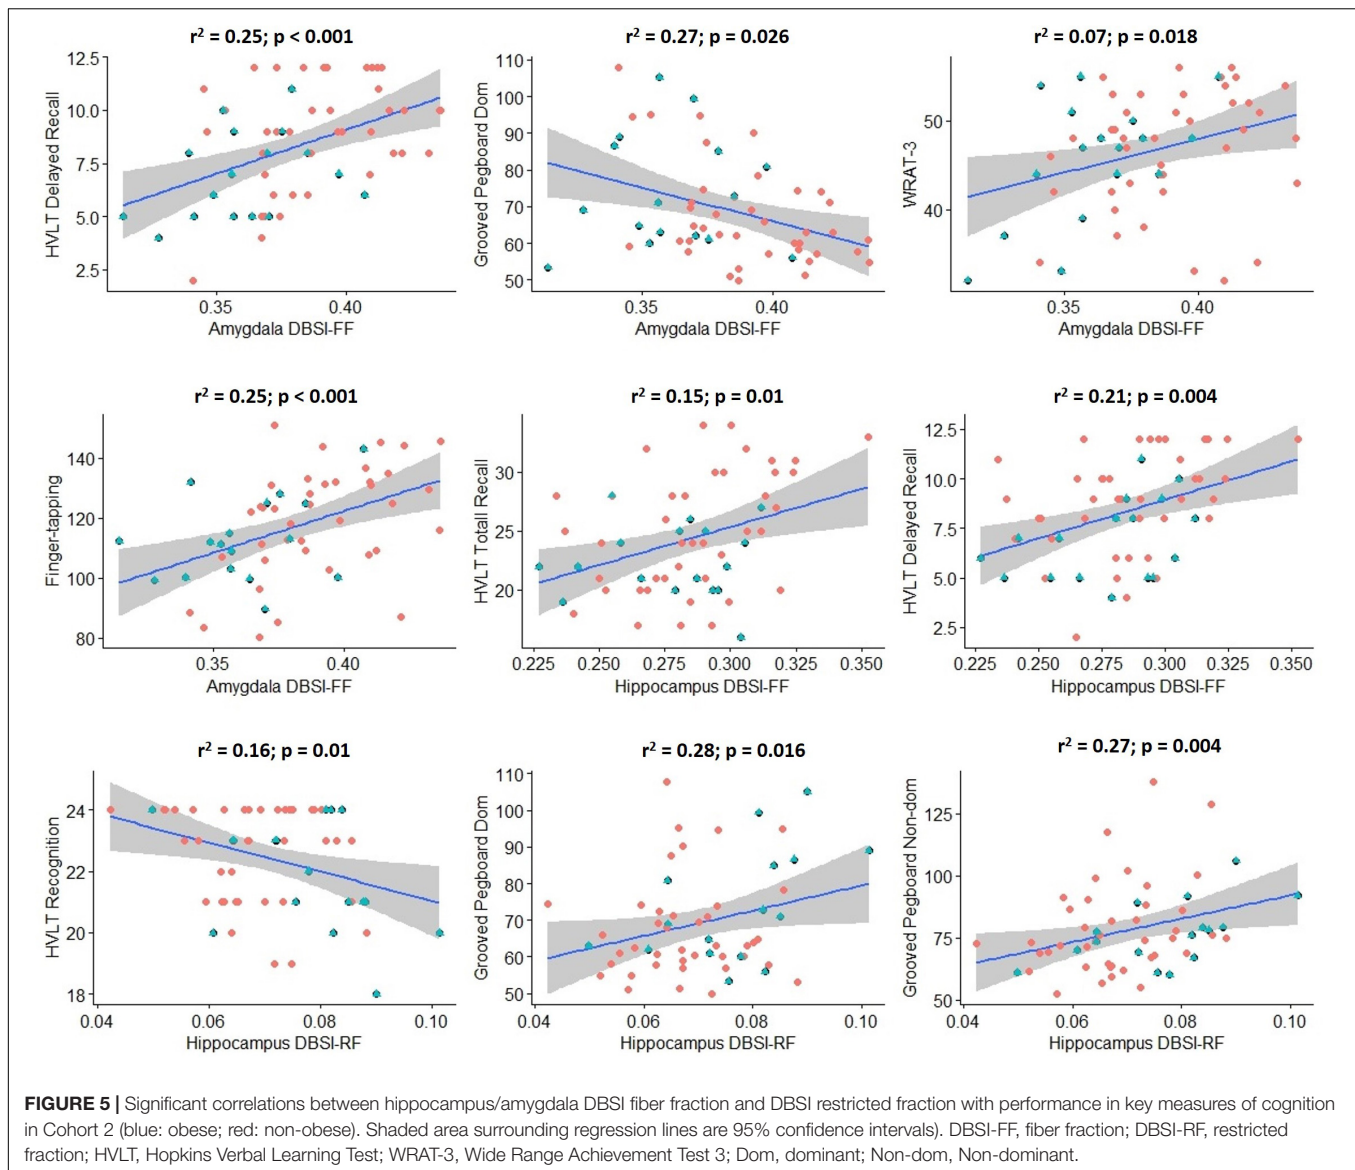 r² = 0.25; p < 0.001
HVLT Delayed Recall
12.5
10.0
7.5
5.0
2.5
0.35
0.40
Amygdala DBSI-FF
r² = 0.27; p = 0.026
Grooved Pegboard Dom
110
100
90
80
70
60
50
0.35
0.40
Amygdala DBSI-FF
r² = 0.07; p = 0.018
WRAT-3
50
40
0.35
0.40
Amygdala DBSI-FF
r² = 0.25; p < 0.001
Finger-tapping
140
120
100
80
0.35
0.40
Amygdala DBSI-FF
r² = 0.15; p = 0.01
HVLT Totall Recall
30
25
20
0.225
0.250
0.275
0.300
0.325
0.350
Hippocampus DBSI-FF
r² = 0.21; p = 0.004
HVLT Delayed Recall
12.5
10.0
7.5
5.0
2.5
0.225
0.250
0.275
0.300
0.325
0.350
Hippocampus DBSI-FF
r² = 0.16; p = 0.01
HVLT Recognition
24
22
20
18
0.04
0.06
0.08
0.10
Hippocampus DBSI-RF
r² = 0.28; p = 0.016
Grooved Pegboard Dom
110
100
90
80
70
60
50
0.04
0.06
0.08
0.10
Hippocampus DBSI-RF
r² = 0.27; p = 0.004
Grooved Pegboard Non-dom
125
100
75
50
0.04
0.06
0.08
0.10
Hippocampus DBSI-RF
FIGURE 5 | Significant correlations between hippocampus/amygdala DBSI fiber fraction and DBSI restricted fraction with performance in key measures of cognition
in Cohort 2 (blue: obese; red: non-obese). Shaded area surrounding regression lines are 95% confidence intervals). DBSI-FF, fiber fraction; DBSI-RF, restricted
fraction; HVLT, Hopkins Verbal Learning Test; WRAT-3, Wide Range Achievement Test 3; Dom, dominant; Non-dom, Non-dominant.